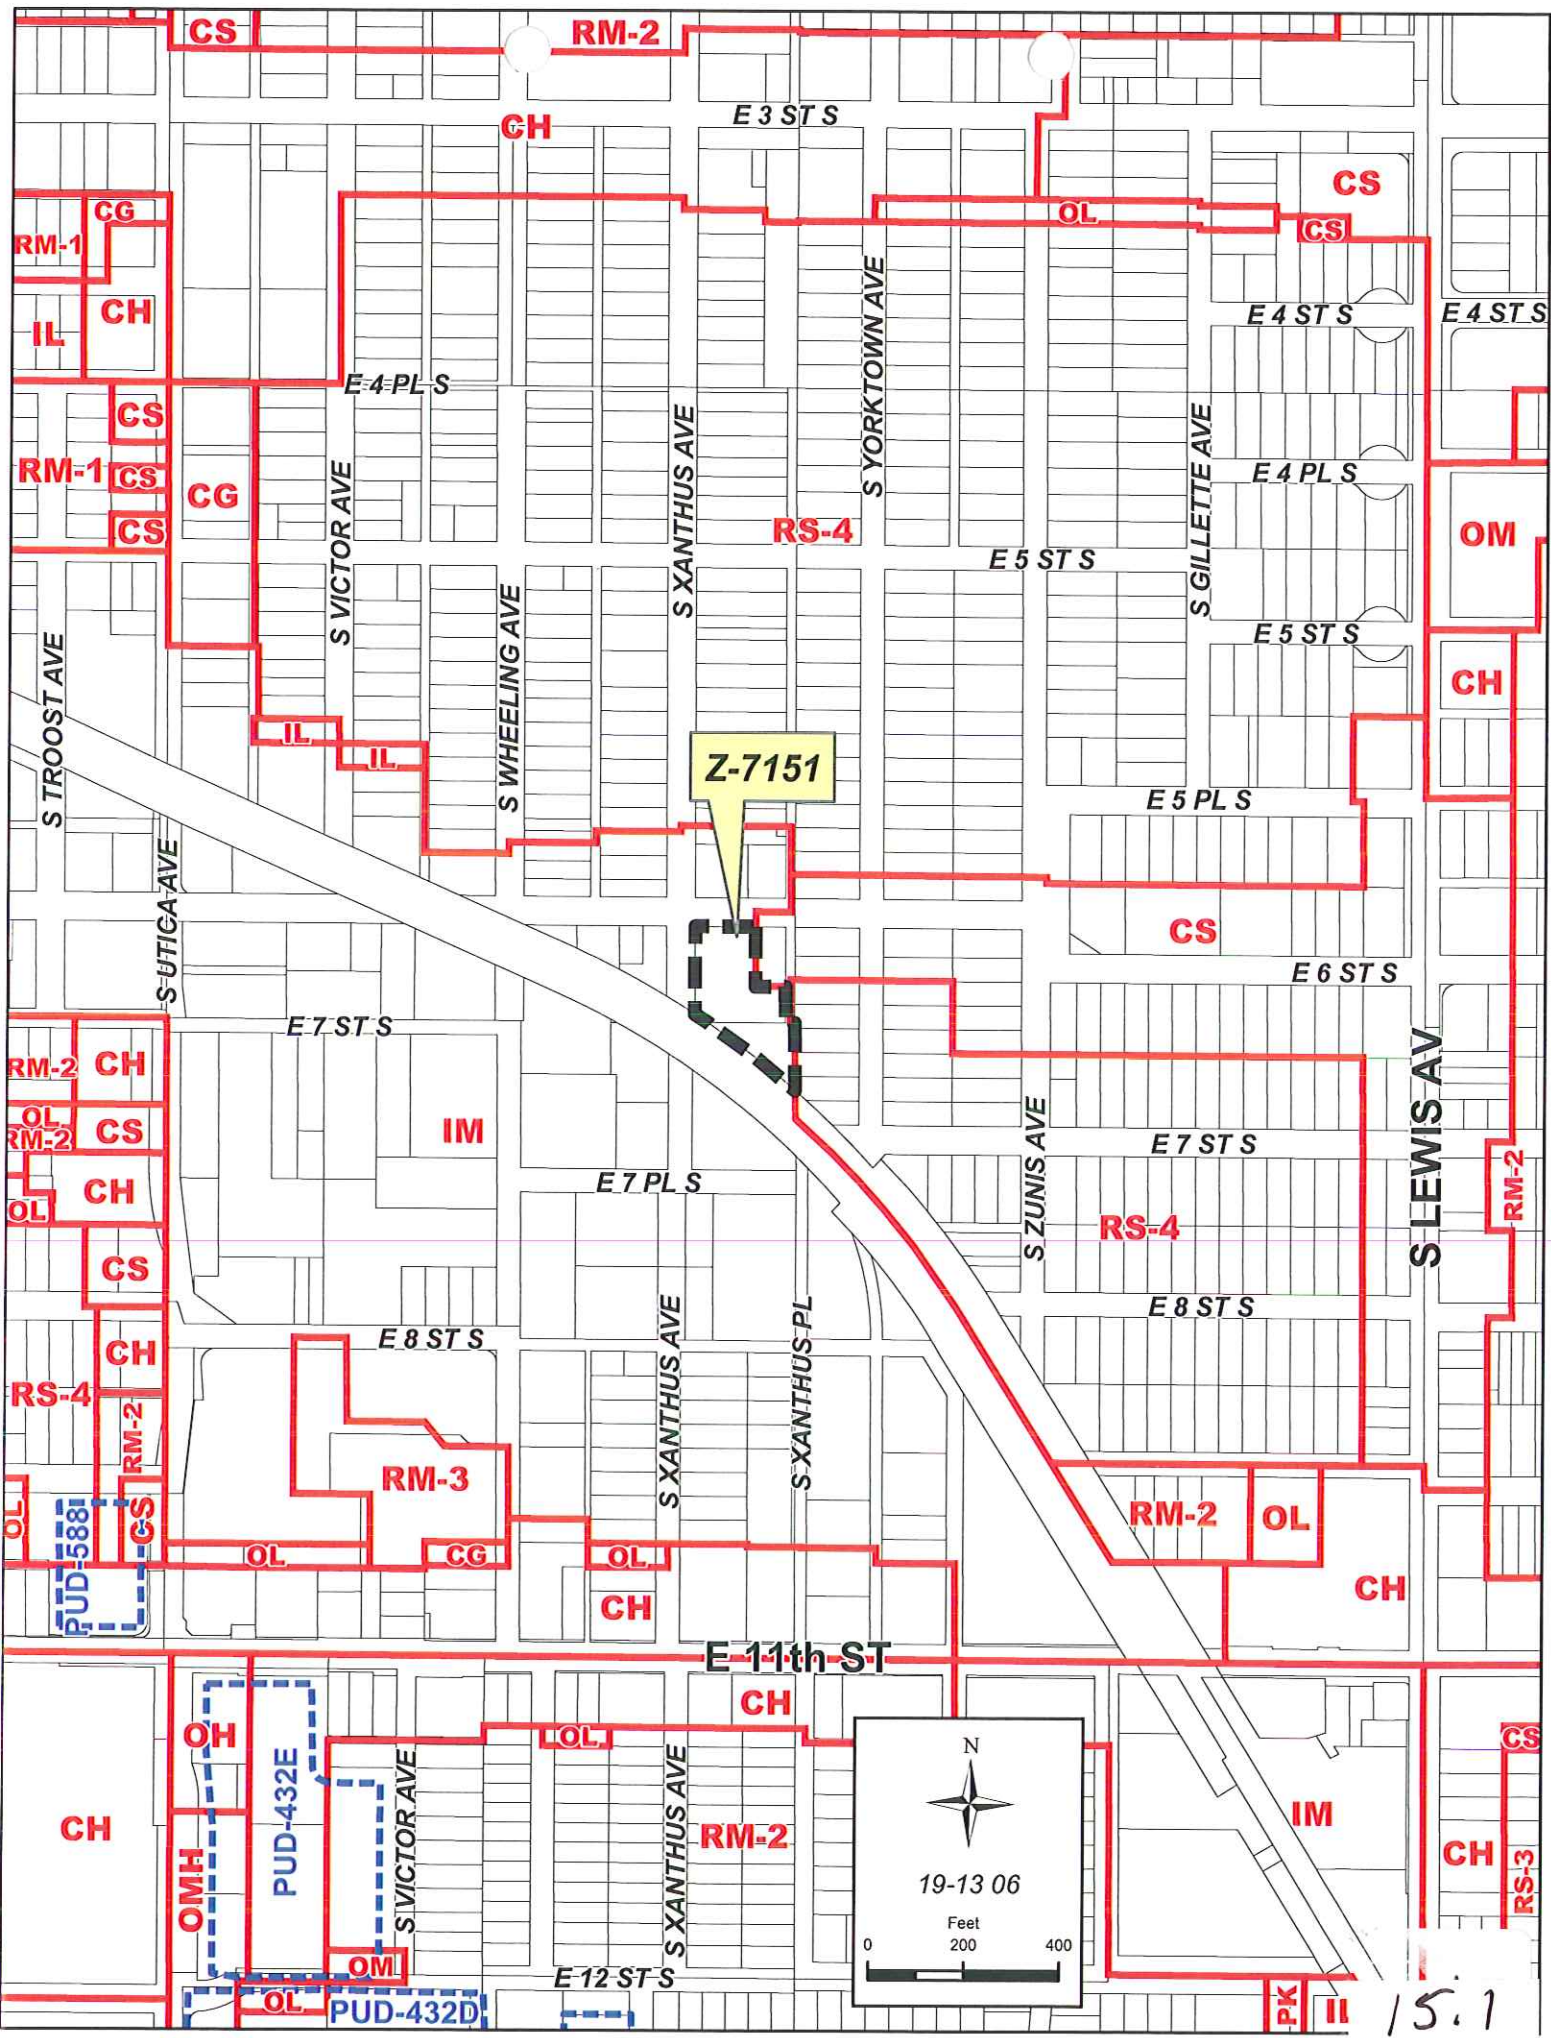 CS
RM-2
CH
E 3 ST S
CS
CG
RM-1
CH
IL
OL
CS
E 4 ST S
E 4 ST S
E 4 PL S
CS
RM-1
CS
CS
CG
S VICTOR AVE
S XANTHUS AVE
S YORKTOWN AVE
RS-4
S GILLETTE AVE
E 4 PL S
OM
E 5 ST S
E 5 ST S
CH
S TROOST AVE
S WHEELING AVE
IL
IL
Z-7151
E 5 PL S
S UTICA AVE
CS
E 6 ST S
E 7 ST S
RM-2
CH
OL
RM-2
CS
CH
OL
IM
S ZUNIS AVE
E 7 ST S
S LEWIS AV
RM-2
E 7 PL S
RS-4
CS
E 8 ST S
CH
E 8 ST S
S XANTHUS AVE
S XANTHUS PL
RS-4
RM-2
RM-3
OL
PUD-588
CS
RM-2
OL
OL
CG
OL
CH
CH
E 11th ST
CH
OH
OL
CS
PUD-432E
S VICTOR AVE
S XANTHUS AVE
RM-2
N
CH
IM
CH
RS-3
OMH
19-13 06
Feet
0 200 400
OM
E 12 ST S
OL
PUD-432D
PK
IL
15.1